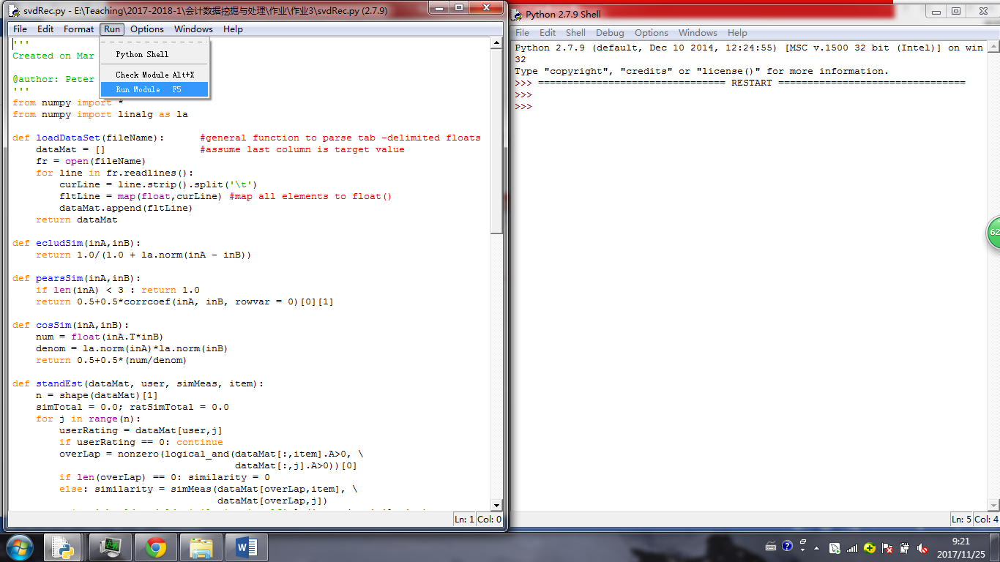 svdRec.py - E:\Teaching\2017-2018-1\会计数据挖掘与处理\作业\作业3\svdRec.py (2.7.9)
File Edit Format Run Options Windows Help
'''
Created on Mar
@author: Peter
'''
from numpy import *
from numpy import linalg as la
def loadDataSet(fileName):      #general function to parse tab -delimited floats
    dataMat = []                #assume last column is target value
    fr = open(fileName)
    for line in fr.readlines():
        curLine = line.strip().split('\t')
        fltLine = map(float,curLine) #map all elements to float()
        dataMat.append(fltLine)
    return dataMat
def ecludSim(inA,inB):
    return 1.0/(1.0 + la.norm(inA - inB))
def pearsSim(inA,inB):
    if len(inA) < 3 : return 1.0
    return 0.5+0.5*corrcoef(inA, inB, rowvar = 0)[0][1]
def cosSim(inA,inB):
    num = float(inA.T*inB)
    denom = la.norm(inA)*la.norm(inB)
    return 0.5+0.5*(num/denom)
def standEst(dataMat, user, simMeas, item):
    n = shape(dataMat)[1]
    simTotal = 0.0; ratSimTotal = 0.0
    for j in range(n):
        userRating = dataMat[user,j]
        if userRating == 0: continue
        overLap = nonzero(logical_and(dataMat[:,item].A>0, \
                                      dataMat[:,j].A>0))[0]
        if len(overLap) == 0: similarity = 0
        else: similarity = simMeas(dataMat[overLap,item], \
                                   dataMat[overLap,j])
Ln: 1 Col: 0
Python Shell
Check Module Alt+X
Run Module F5
Python 2.7.9 Shell
File Edit Shell Debug Options Windows Help
Python 2.7.9 (default, Dec 10 2014, 12:24:55) [MSC v.1500 32 bit (Intel)] on win
32
Type "copyright", "credits" or "license()" for more information.
>>> ================================ RESTART ================================
>>>
>>>
Ln: 5 Col: 4
62
9:21
2017/11/25